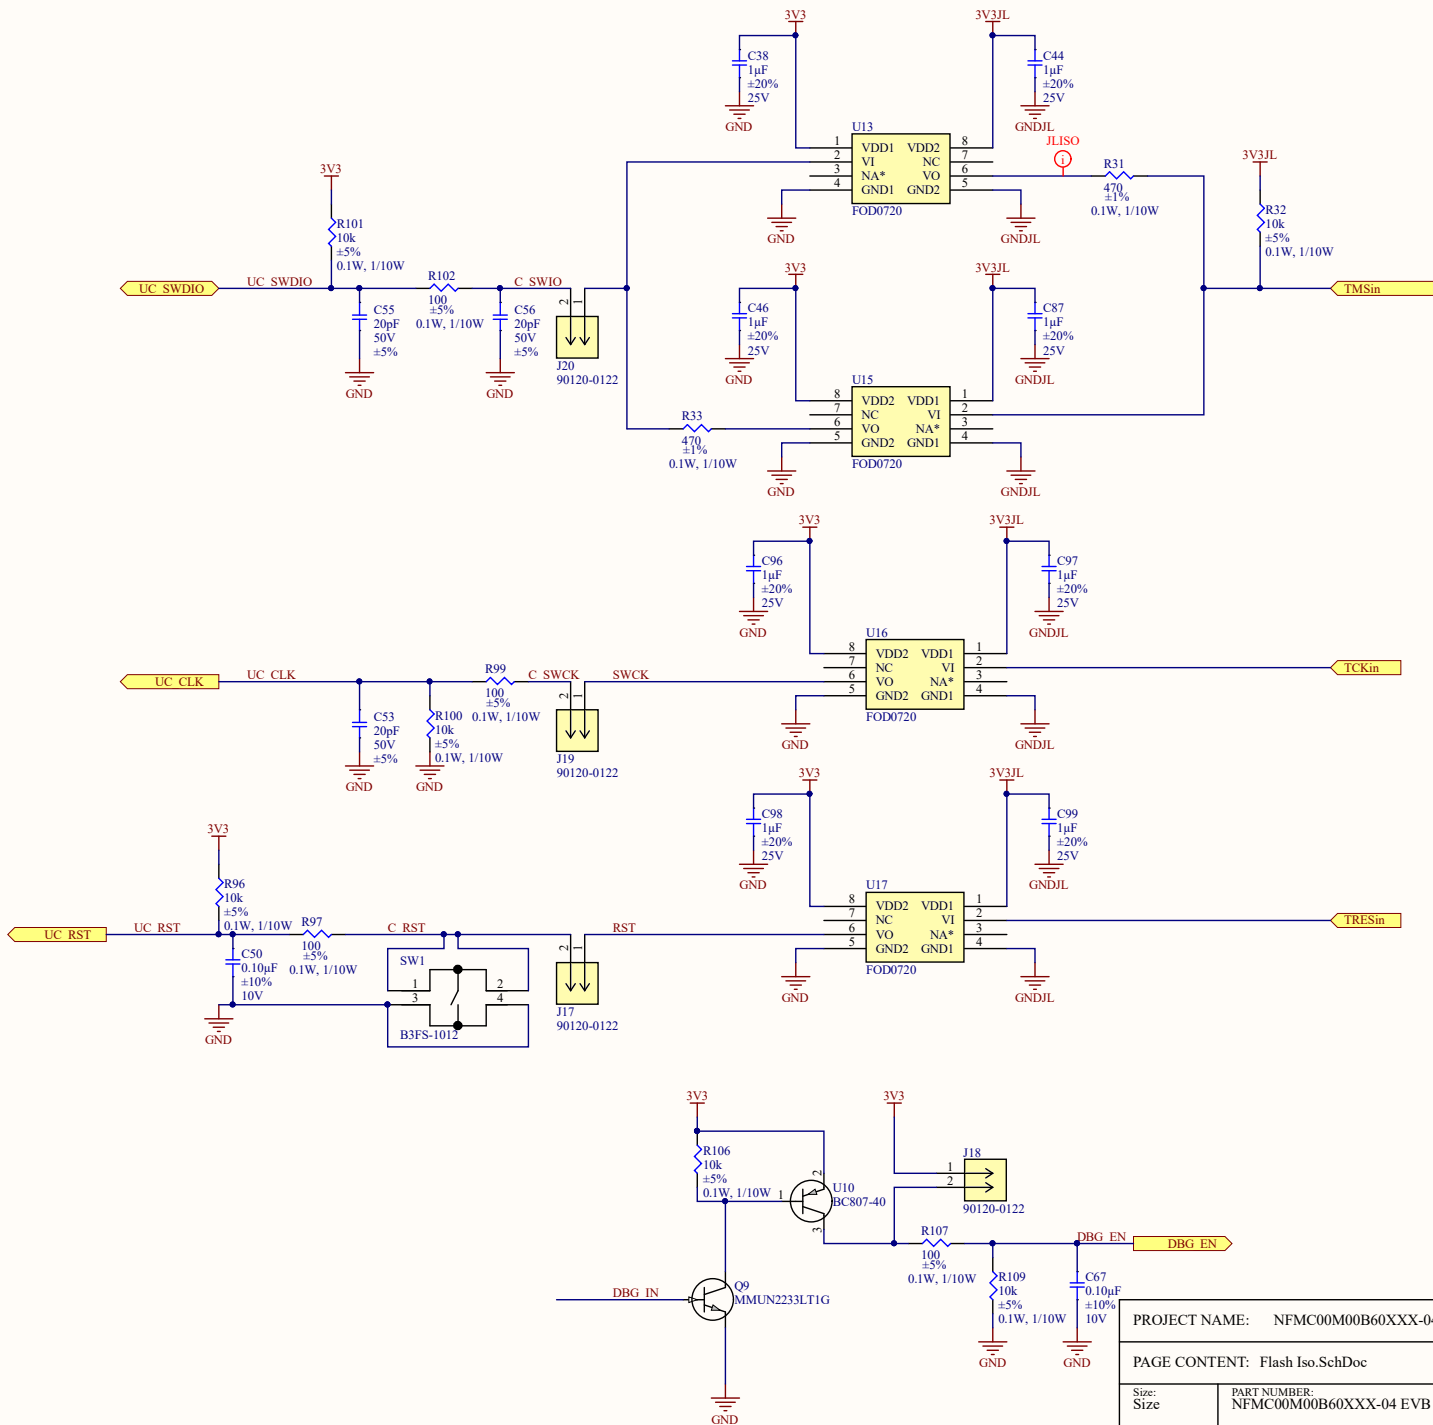 3V3
3V3JL
C38
1µF
±20%
25V
GND
C44
1µF
±20%
25V
GNDJL
U13
1 VDD1 VDD2 8
2 VI NC 7
3 NA* VO 6
4 GND1 GND2 5
FOD0720
GND
GNDJL
JLISO
i
R31
470
±1%
0.1W, 1/10W
3V3JL
R32
10k
±5%
0.1W, 1/10W
3V3
R101
10k
±5%
0.1W, 1/10W
UC_SWDIO
UC_SWDIO
R102
100
±5%
0.1W, 1/10W
C_SWIO
C55
20pF
50V
±5%
GND
C56
20pF
50V
±5%
GND
2 1
J20
90120-0122
TMSin
3V3
3V3JL
C46
1µF
±20%
25V
GND
C87
1µF
±20%
25V
GNDJL
U15
8 VDD2 VDD1 1
7 NC VI 2
6 VO NA* 3
5 GND2 GND1 4
FOD0720
R33
470
±1%
0.1W, 1/10W
GND
GNDJL
3V3
3V3JL
C96
1µF
±20%
25V
GND
C97
1µF
±20%
25V
GNDJL
U16
8 VDD2 VDD1 1
7 NC VI 2
6 VO NA* 3
5 GND2 GND1 4
FOD0720
GND
GNDJL
TCKin
UC_CLK
UC_CLK
R99
100
±5%
0.1W, 1/10W
C_SWCK
SWCK
C53
20pF
50V
±5%
GND
R100
10k
±5%
0.1W, 1/10W
GND
2 1
J19
90120-0122
3V3
3V3JL
C98
1µF
±20%
25V
GND
C99
1µF
±20%
25V
GNDJL
U17
8 VDD2 VDD1 1
7 NC VI 2
6 VO NA* 3
5 GND2 GND1 4
FOD0720
GND
GNDJL
TRESin
3V3
R96
10k
±5%
0.1W, 1/10W
UC_RST
UC_RST
R97
100
±5%
0.1W, 1/10W
C_RST
RST
C50
0.10µF
±10%
10V
GND
SW1
1 2
3 4
B3FS-1012
2 1
J17
90120-0122
3V3
3V3
R106
10k
±5%
0.1W, 1/10W
1
2
3
U10
BC807-40
J18
1
2
90120-0122
R107
100
±5%
0.1W, 1/10W
DBG_EN
DBG_EN
R109
10k
±5%
0.1W, 1/10W
GND
C67
0.10µF
±10%
10V
GND
DBG_IN
Q9
MMUN2233LT1G
GND
PROJECT NAME: NFMC00M00B60XXX-04
PAGE CONTENT: Flash Iso.SchDoc
Size:
Size
PART NUMBER:
NFMC00M00B60XXX-04 EVB